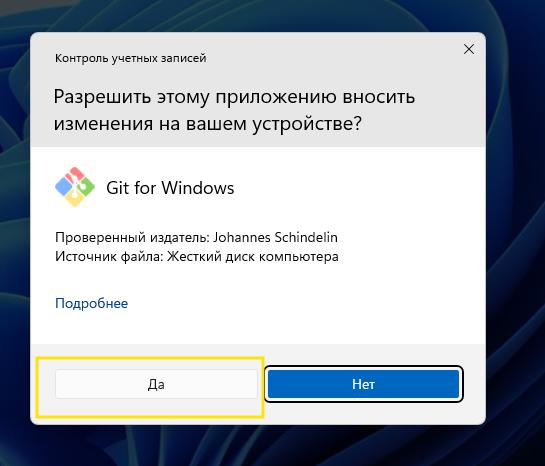 Контроль учетных записей
Разрешить этому приложению вносить
изменения на вашем устройстве?
Git for Windows
Проверенный издатель: Johannes Schindelin
Источник файла: Жесткий диск компьютера
Подробнее
Да
Нет